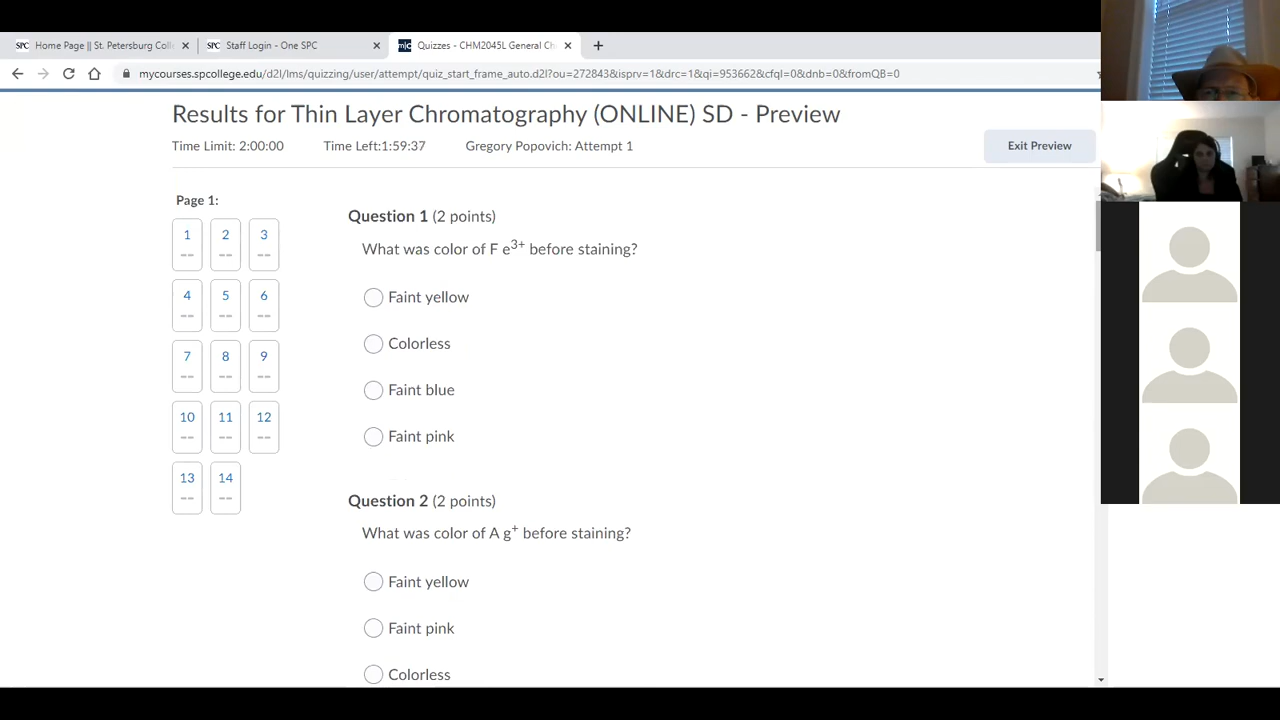 SPC Home Page || St. Petersburg Coll
SPC Staff Login - One SPC
Quizzes - CHM2045L General Ch
mycourses.spcollege.edu/d2l/lms/quizzing/user/attempt/quiz_start_frame_auto.d2l?ou=272843&isprv=1&drc=1&qi=953662&cfql=0&dnb=0&fromQB=0
Results for Thin Layer Chromatography (ONLINE) SD - Preview
Time Limit: 2:00:00 Time Left:1:59:37 Gregory Popovich: Attempt 1
Exit Preview
Page 1:
1 2 3
-- -- --
4 5 6
-- -- --
7 8 9
-- -- --
10 11 12
-- -- --
13 14
-- --
Question 1 (2 points)
What was color of F e3+ before staining?
Faint yellow
Colorless
Faint blue
Faint pink
Question 2 (2 points)
What was color of A g+ before staining?
Faint yellow
Faint pink
Colorless